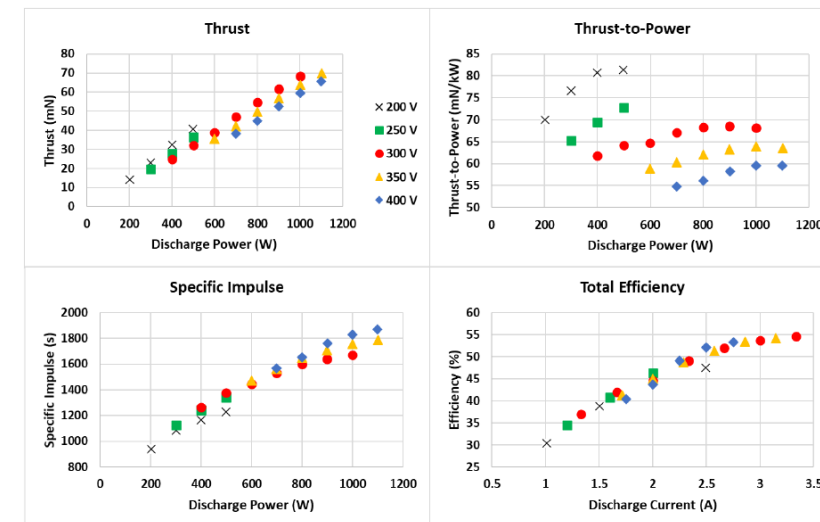 Thrust
80
70
60
50
40
30
20
10
0
0 200 400 600 800 1000 1200
Thrust (mN)
Discharge Power (W)
200 V
250 V
300 V
350 V
400 V
Thrust-to-Power
85
80
75
70
65
60
55
50
0 200 400 600 800 1000 1200
Thrust-to-Power (mN/kW)
Discharge Power (W)
Specific Impulse
2000
1800
1600
1400
1200
1000
800
0 200 400 600 800 1000 1200
Specific Impulse (s)
Discharge Power (W)
Total Efficiency
60
55
50
45
40
35
30
25
0.5 1 1.5 2 2.5 3 3.5
Efficiency (%)
Discharge Current (A)